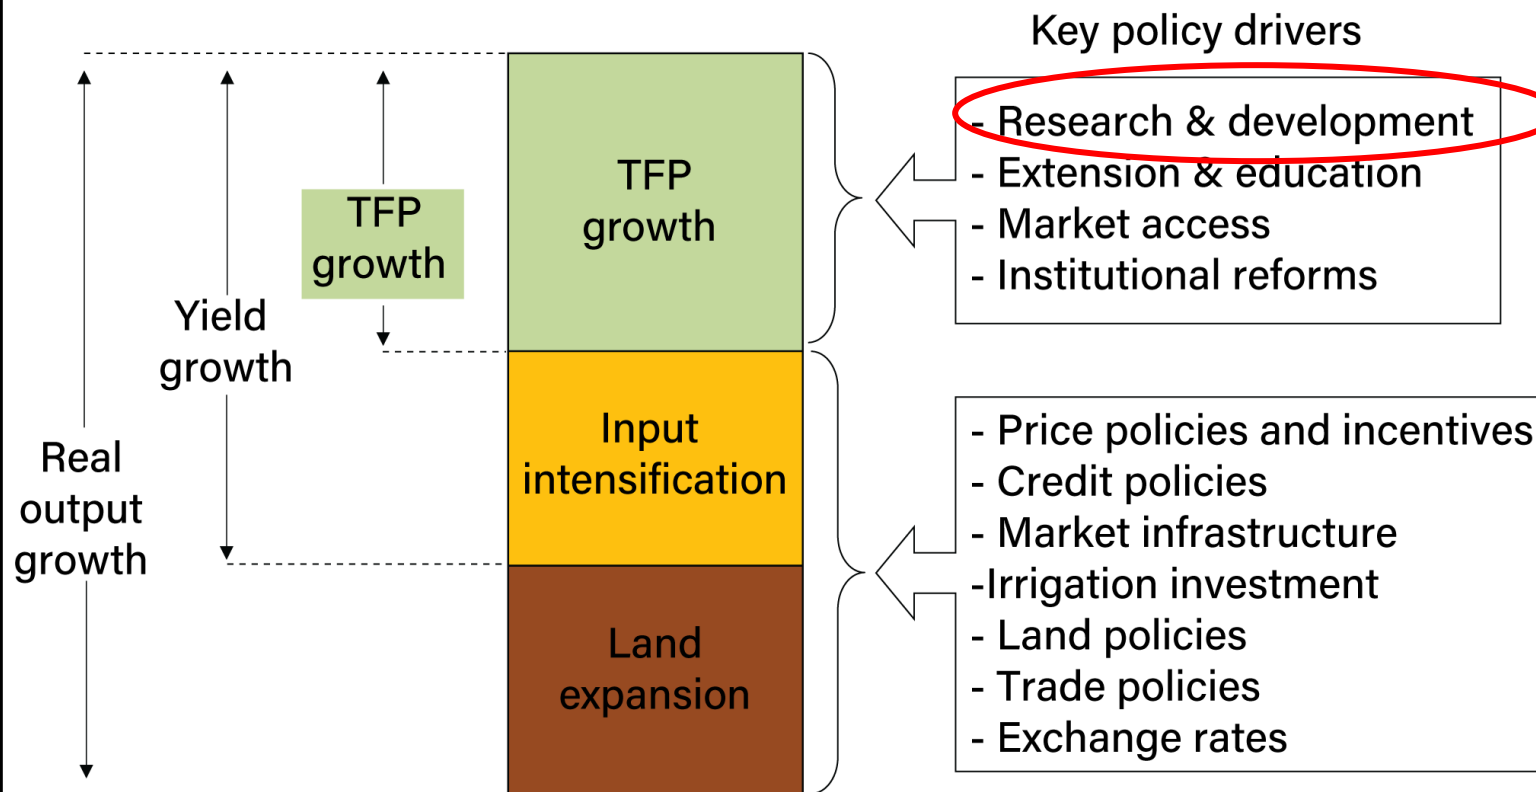 Key policy drivers
- Research & development
- Extension & education
- Market access
- Institutional reforms
TFP
growth
TFP
growth
Yield
growth
Real
output
growth
Input
intensification
Land
expansion
- Price policies and incentives
- Credit policies
- Market infrastructure
-Irrigation investment
- Land policies
- Trade policies
- Exchange rates